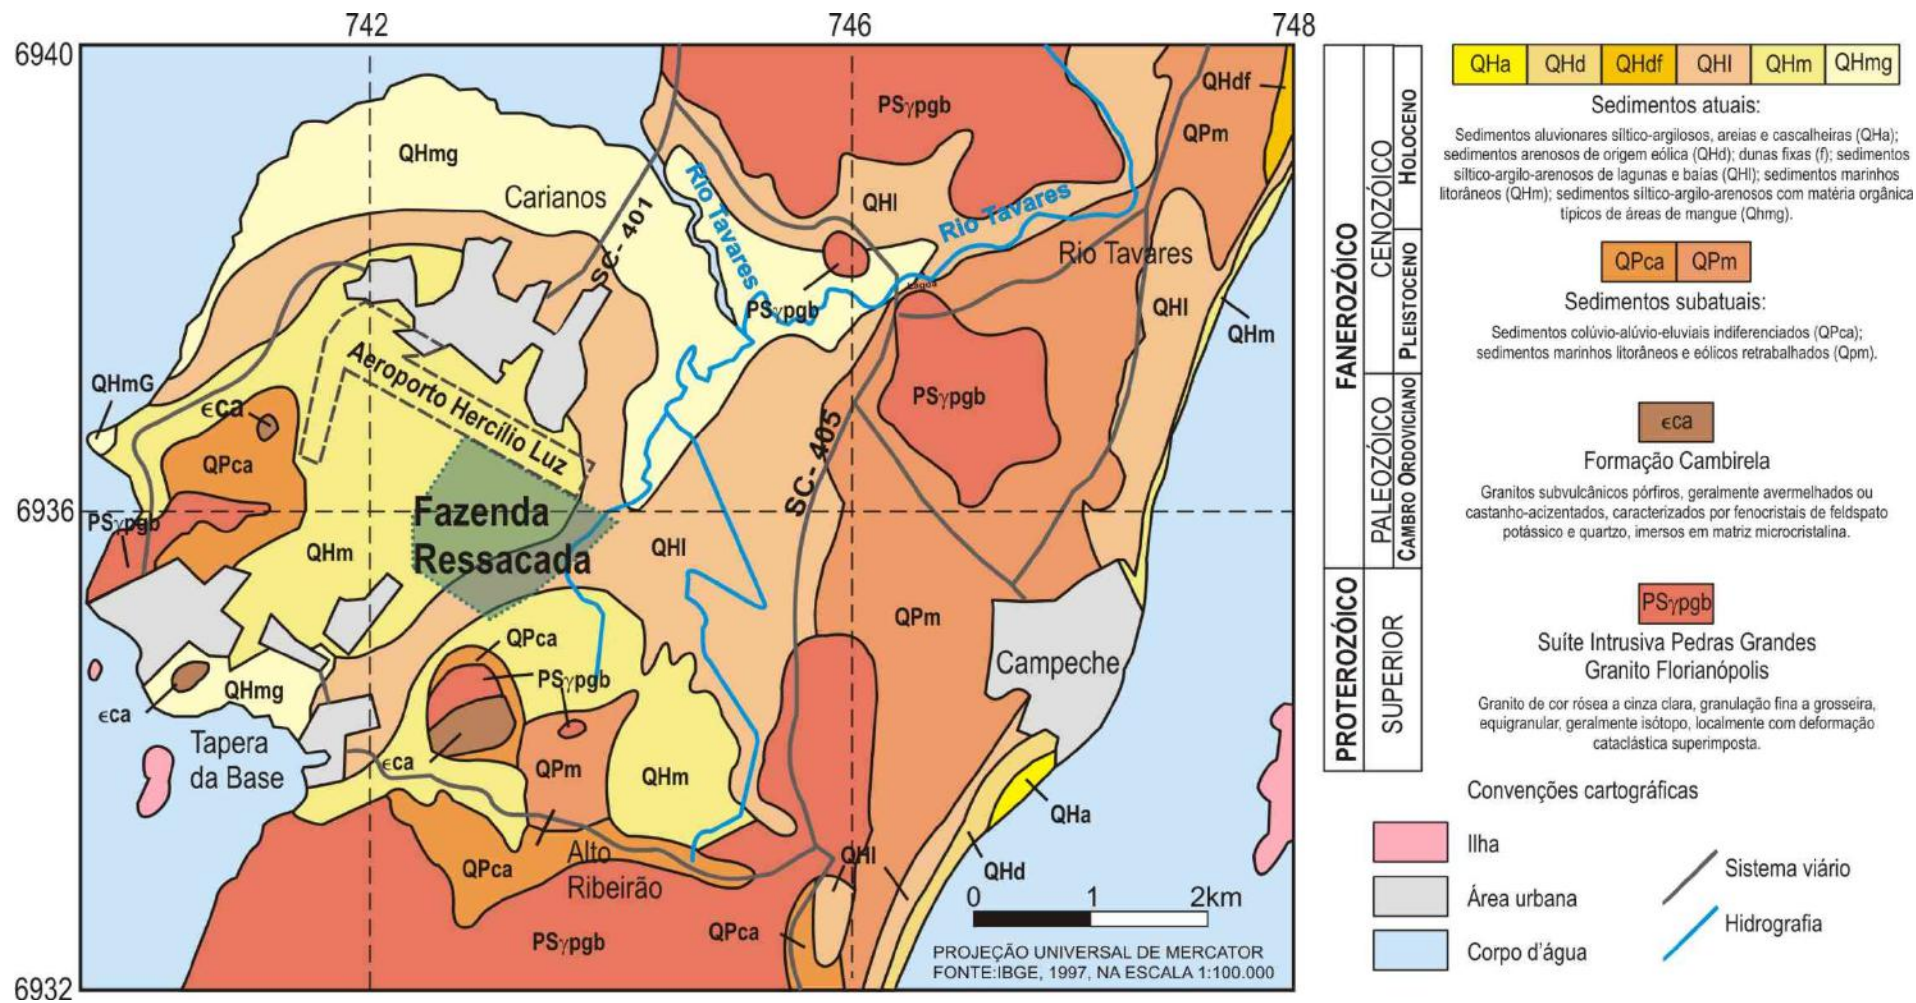 742
746
748
6940
6936
6932
QHmg
Carianos
SC-401
Rio Tavares
PSγpgb
QHl
Rio Tavares
QHdf
QPm
Rio Tavares
PSγpgb
QHl
QHm
Aeroporto Hercílio Luz
QHmG
ϵca
QPca
PSγpgb
PSγpgb
SC-405
Fazenda
Ressacada
QHm
QHl
QPm
QPca
PSγpgb
Campeche
QHmg
ϵca
Tapera
da Base
ϵca
QPm
QHm
QHa
QHd
QPca
Alto
Ribeirão
QHl
PSγpgb
QPca
0 1 2km
PROJEÇÃO UNIVERSAL DE MERCATOR
FONTE:IBGE, 1997, NA ESCALA 1:100.000
FANEROZÓICO
CENOZÓICO
HOLOCENO
PLEISTOCENO
PALEOZÓICO
CAMBRO ORDOVICIANO
PROTEROZÓICO
SUPERIOR
QHa QHd QHdf QHl QHm QHmg
Sedimentos atuais:
Sedimentos aluvionares síltico-argilosos, areias e cascalheiras (QHa);
sedimentos arenosos de origem eólica (QHd); dunas fixas (f); sedimentos
síltico-argilo-arenosos de lagunas e baías (QHl); sedimentos marinhos
litorâneos (QHm); sedimentos síltico-argilo-arenosos com matéria orgânica
típicos de áreas de mangue (Qhmg).
QPca QPm
Sedimentos subatuais:
Sedimentos colúvio-alúvio-eluviais indiferenciados (QPca);
sedimentos marinhos litorâneos e eólicos retrabalhados (Qpm).
ϵca
Formação Cambirela
Granitos subvulcânicos pórfiros, geralmente avermelhados ou
castanho-acizentados, caracterizados por fenocristais de feldspato
potássico e quartzo, imersos em matriz microcristalina.
PSγpgb
Suíte Intrusiva Pedras Grandes
Granito Florianópolis
Granito de cor rósea a cinza clara, granulação fina a grosseira,
equigranular, geralmente isótopo, localmente com deformação
cataclástica superimposta.
Convenções cartográficas
Ilha
Área urbana
Corpo d'água
Sistema viário
Hidrografia